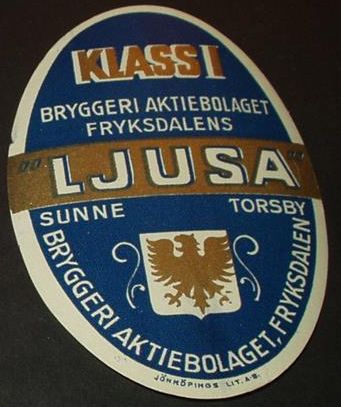 KLASS I
BRYGGERI AKTIEBOLAGET
FRYKSDALENS
"LJUSA"
SUNNE TORSBY
BRYGGERI AKTIEBOLAGET, FRYKSDALEN
JÖNKÖPINGS LIT. A.B.